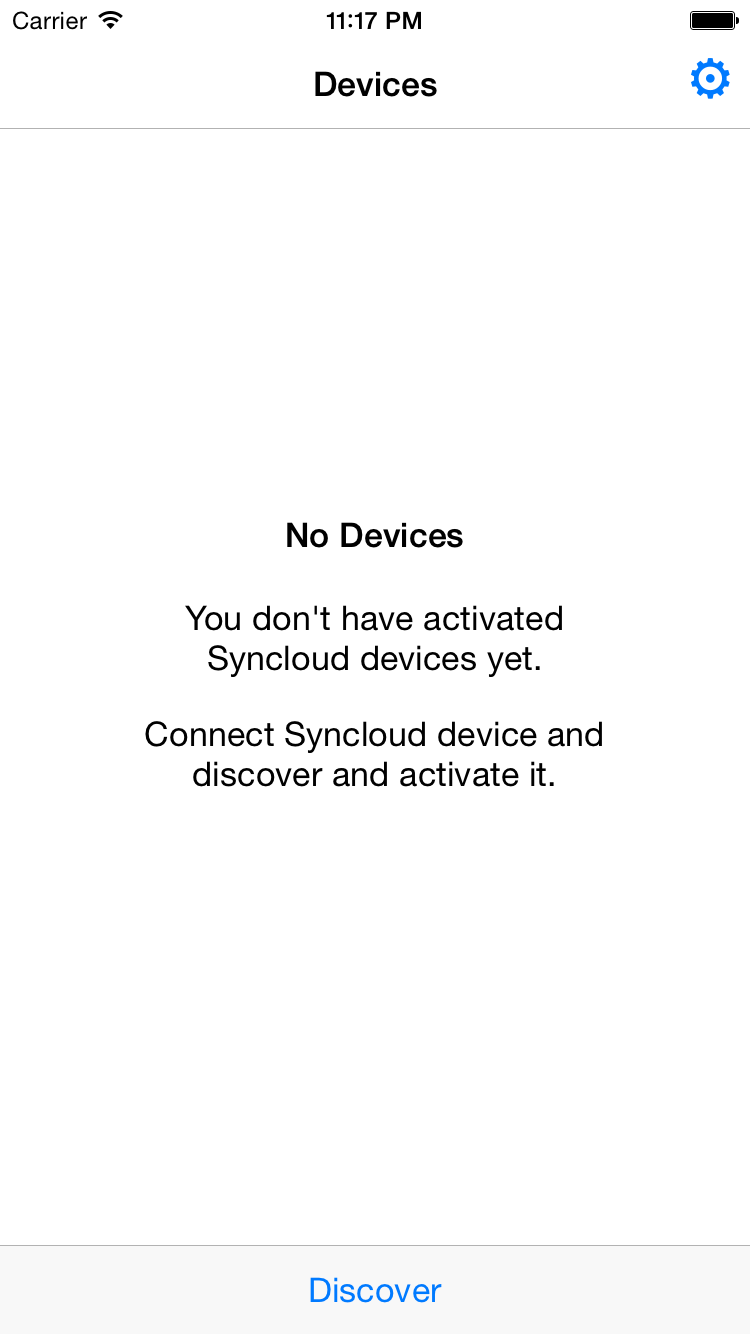 Carrier 11:17 PM
Devices
No Devices
You don't have activated
Syncloud devices yet.
Connect Syncloud device and
discover and activate it.
Discover